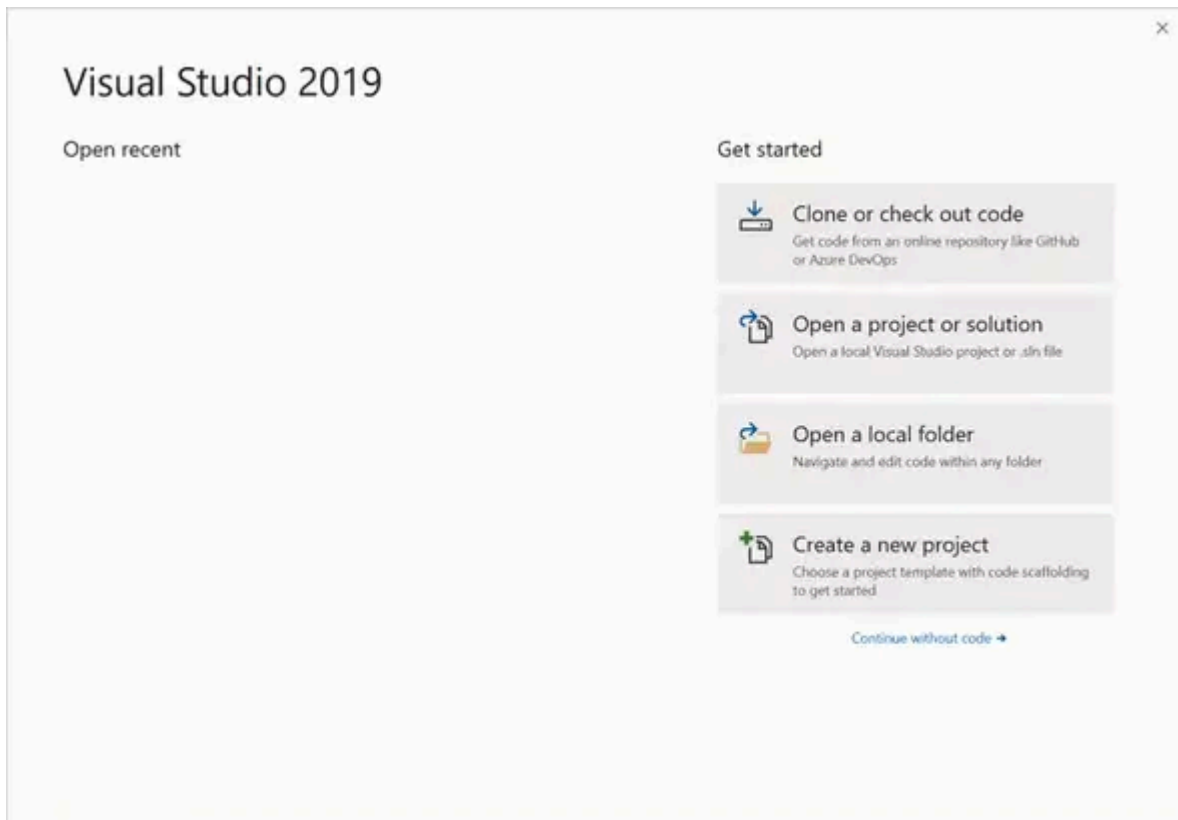 Visual Studio 2019
Open recent
Get started
Clone or check out code
Get code from an online repository like GitHub
or Azure DevOps
Open a project or solution
Open a local Visual Studio project or .sln file
Open a local folder
Navigate and edit code within any folder
Create a new project
Choose a project template with code scaffolding
to get started
Continue without code →